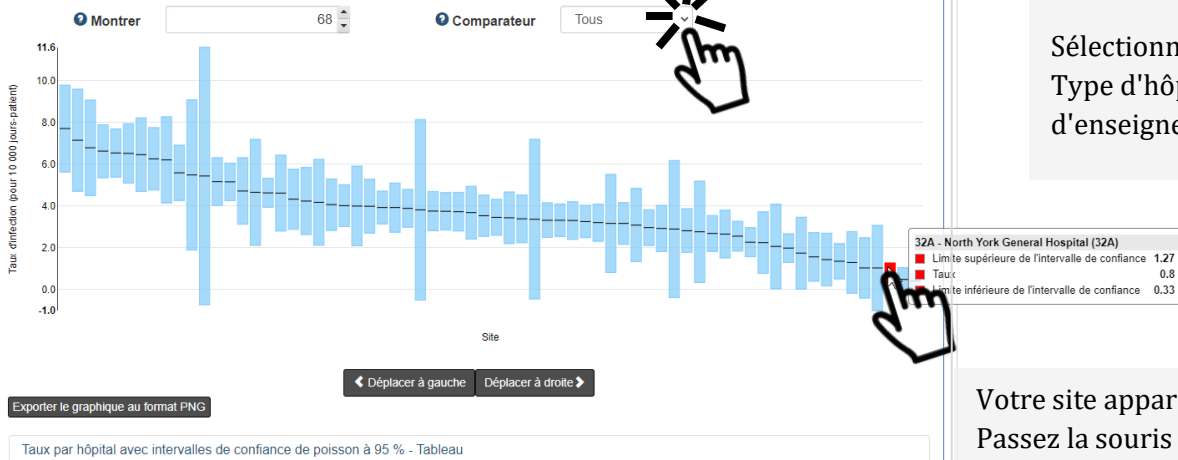 Montrer 68 Comparateur Tous
Sélectionn
Type d'hôp
d'enseigne
11.6
10.0
8.0
6.0
4.0
2.0
0.0
-1.0
Taux d'infection (pour 10 000 jours-patient)
Site
32A - North York General Hospital (32A)
Limite supérieure de l'intervalle de confiance 1.27
Taux 0.8
Limite inférieure de l'intervalle de confiance 0.33
Déplacer à gauche Déplacer à droite
Exporter le graphique au format PNG
Votre site appar
Passez la souris
Taux par hôpital avec intervalles de confiance de poisson à 95 % - Tableau